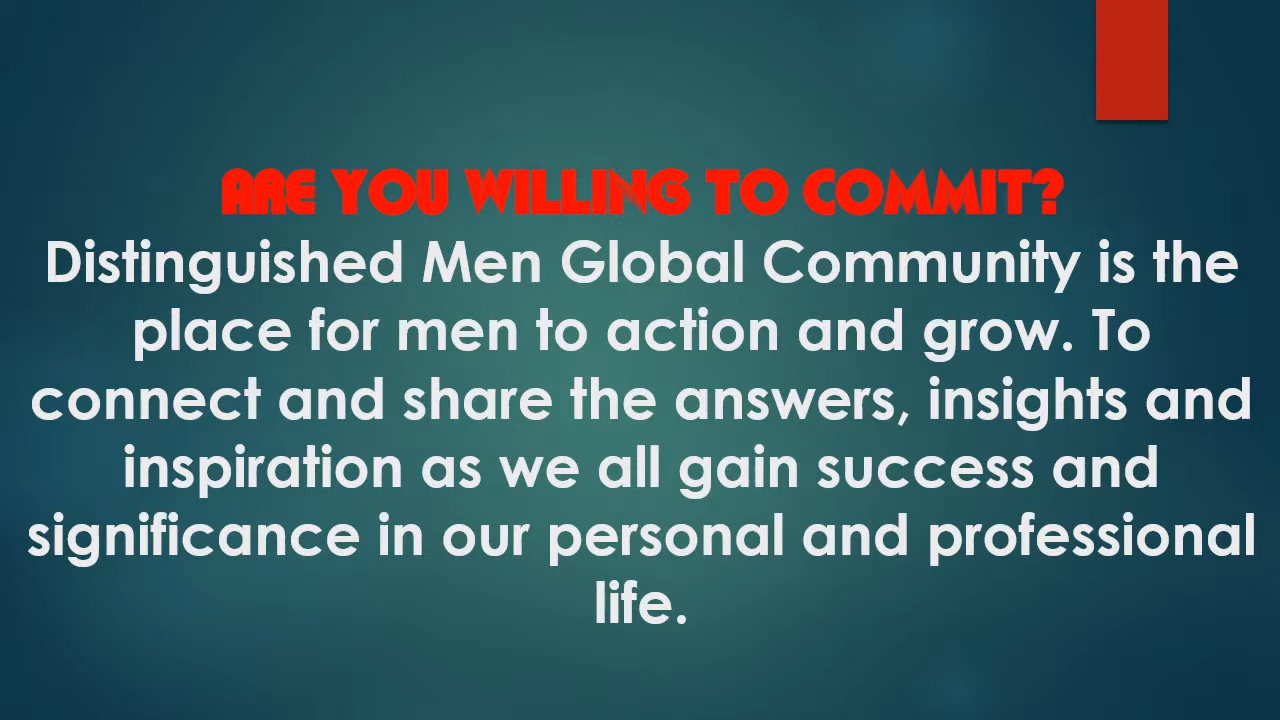 ARE YOU WILLING TO COMMIT?
Distinguished Men Global Community is the
place for men to action and grow. To
connect and share the answers, insights and
inspiration as we all gain success and
significance in our personal and professional
life.